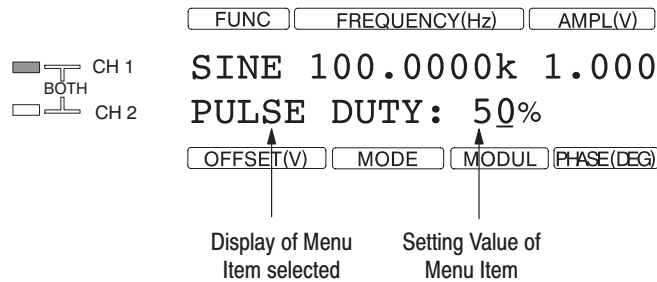 FUNC FREQUENCY(Hz) AMPL(V)
CH 1 SINE 100.0000k 1.000
BOTH
CH 2 PULSE DUTY: 50%
OFFSET(V) MODE MODUL PHASE(DEG)
Display of Menu Item selected
Setting Value of Menu Item